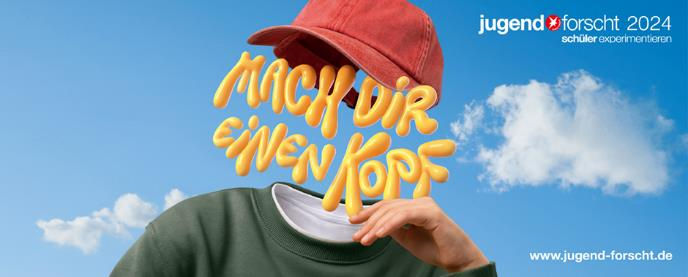 jugend forscht 2024
schüler experimentieren
MACH DIR
EINEN KOPF
www.jugend-forscht.de